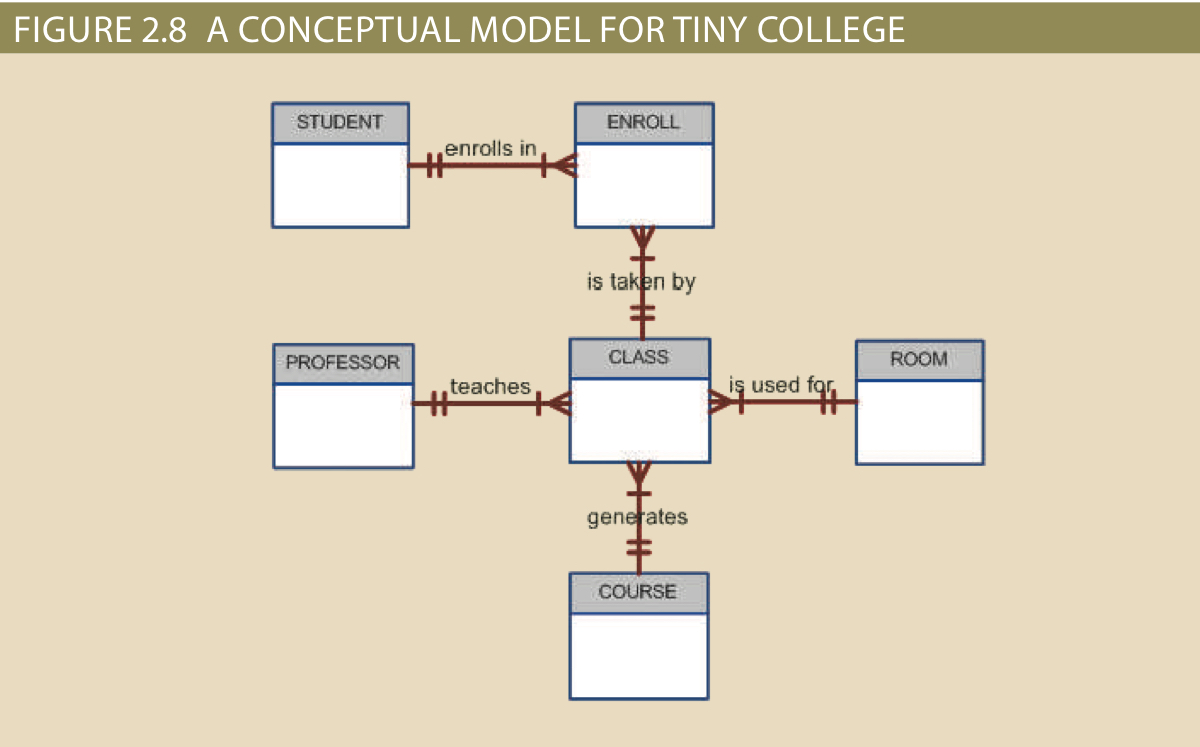 FIGURE 2.8 A CONCEPTUAL MODEL FOR TINY COLLEGE
STUDENT
enrolls in
ENROLL
is taken by
PROFESSOR
teaches
CLASS
is used for
ROOM
generates
COURSE